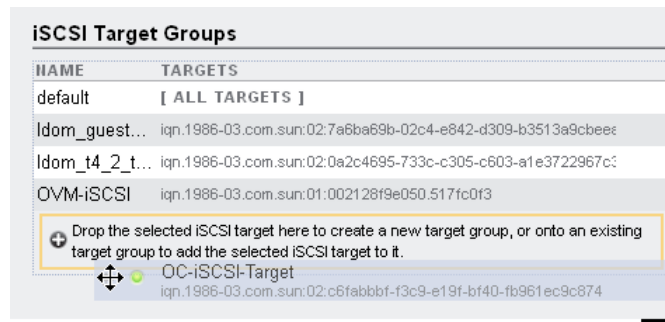 iSCSI Target Groups
NAME TARGETS
default [ ALL TARGETS ]
ldom_guest... iqn.1986-03.com.sun:02:7a6ba69b-02c4-e842-d309-b3513a9cbeee
ldom_t4_2_t... iqn.1986-03.com.sun:02:0a2c4695-733c-c305-c603-a1e3722967c3
OVM-iSCSI iqn.1986-03.com.sun:01:002128f9e050.517fc0f3
Drop the selected iSCSI target here to create a new target group, or onto an existing
target group to add the selected iSCSI target to it.
OC-iSCSI-Target
iqn.1986-03.com.sun:02:c6fabbbf-f3c9-e19f-bf40-fb961ec9c874